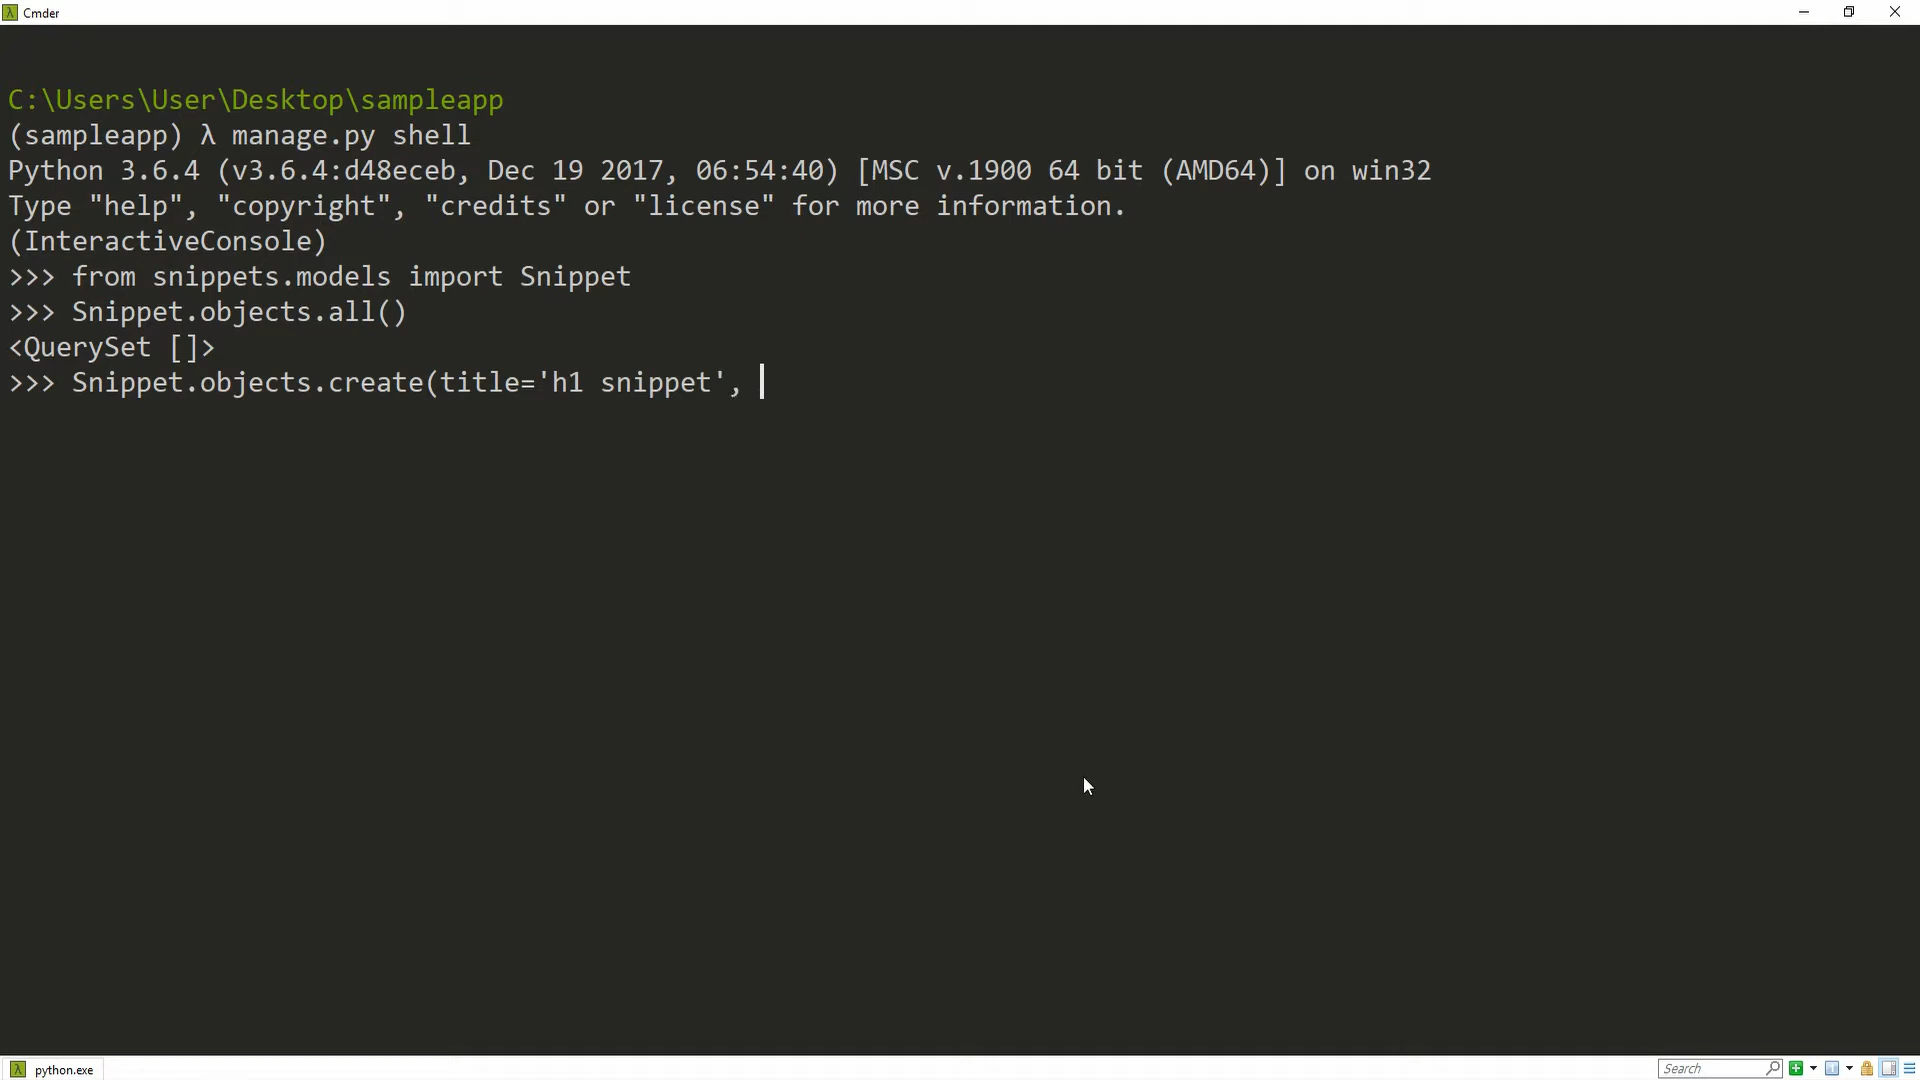 Cmder
C:\Users\User\Desktop\sampleapp
(sampleapp) λ manage.py shell
Python 3.6.4 (v3.6.4:d48eceb, Dec 19 2017, 06:54:40) [MSC v.1900 64 bit (AMD64)] on win32
Type "help", "copyright", "credits" or "license" for more information.
(InteractiveConsole)
>>> from snippets.models import Snippet
>>> Snippet.objects.all()
<QuerySet []>
>>> Snippet.objects.create(title='h1 snippet',
python.exe
Search